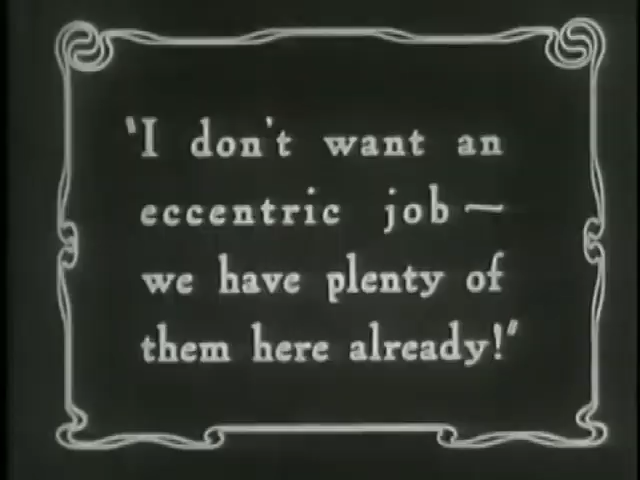 "I don't want an
eccentric job —
we have plenty of
them here already!"